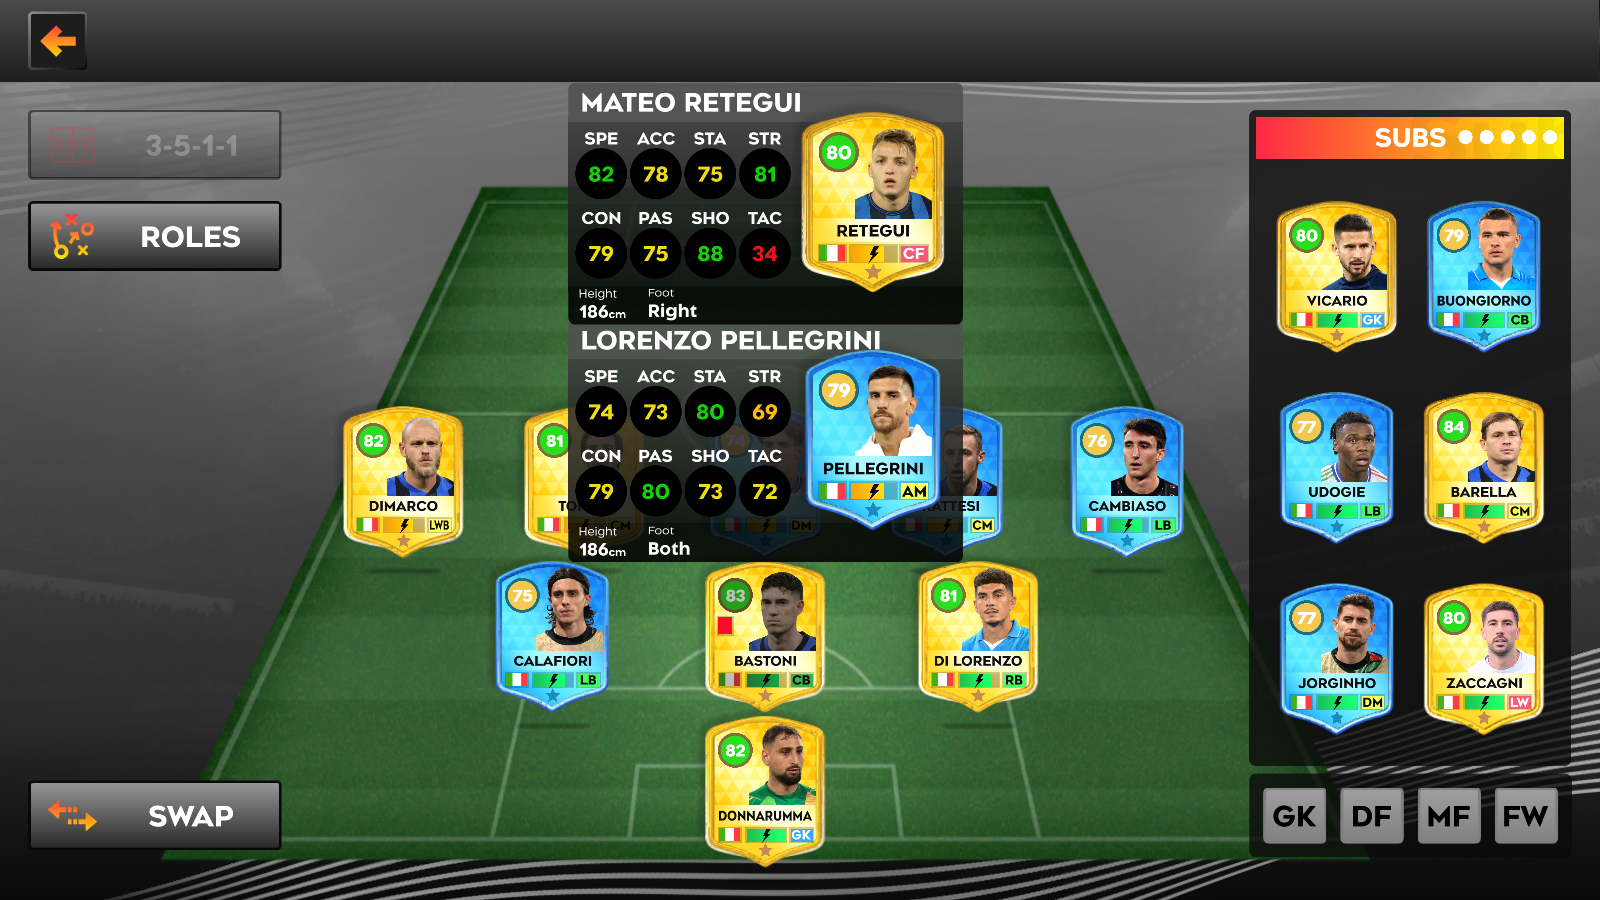 3-5-1-1
ROLES
SWAP
MATEO RETEGUI
SPE ACC STA STR
82 78 75 81
CON PAS SHO TAC
79 75 88 34
Height Foot
186cm Right
80
RETEGUI
CF
LORENZO PELLEGRINI
SPE ACC STA STR
74 73 80 69
CON PAS SHO TAC
79 80 73 72
Height Foot
186cm Both
79
PELLEGRINI
AM
82
DIMARCO
LWB
81
CM
74
DM
CM
76
CAMBIASO
LB
75
CALAFIORI
LB
83
BASTONI
CB
81
DI LORENZO
RB
82
DONNARUMMA
GK
SUBS
80
VICARIO
GK
79
BUONGIORNO
CB
77
UDOGIE
LB
84
BARELLA
CM
77
JORGINHO
DM
80
ZACCAGNI
LW
GK DF MF FW